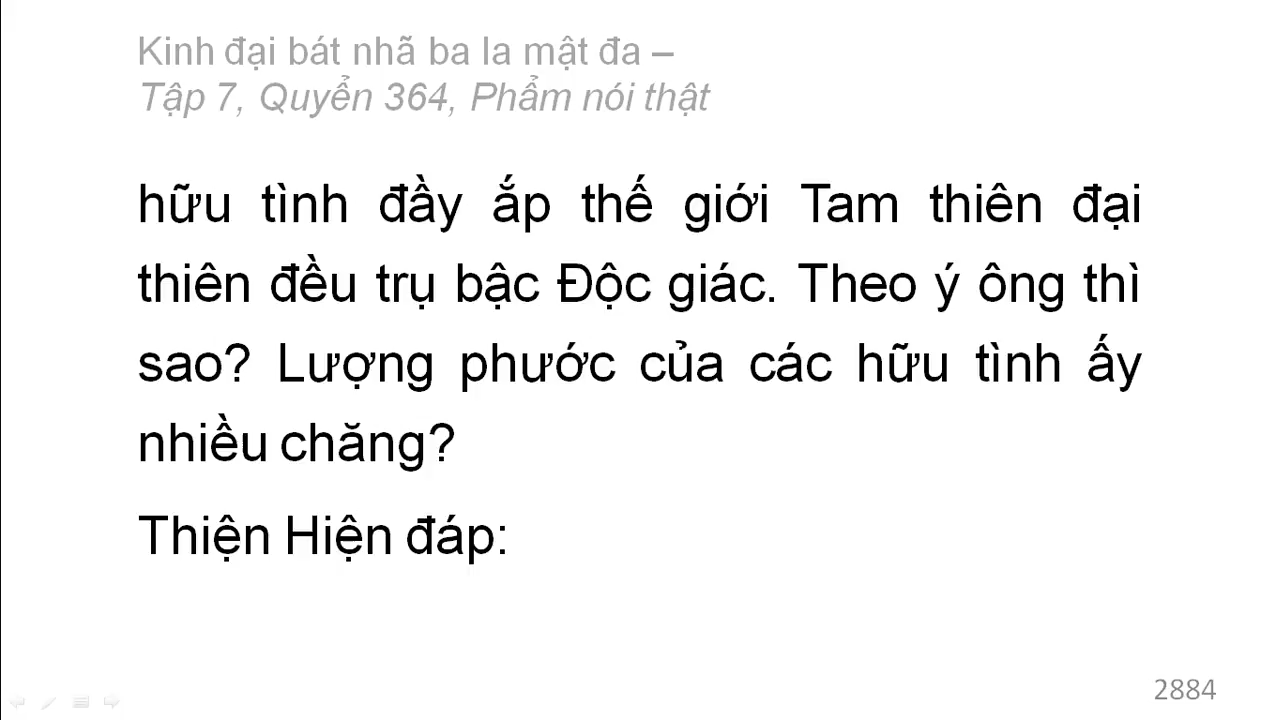 Kinh đại bát nhã ba la mật đa –
Tập 7, Quyển 364, Phẩm nói thật
hữu tình đầy ắp thế giới Tam thiên đại
thiên đều trụ bậc Độc giác. Theo ý ông thì
sao? Lượng phước của các hữu tình ấy
nhiều chăng?
Thiện Hiện đáp:
2884